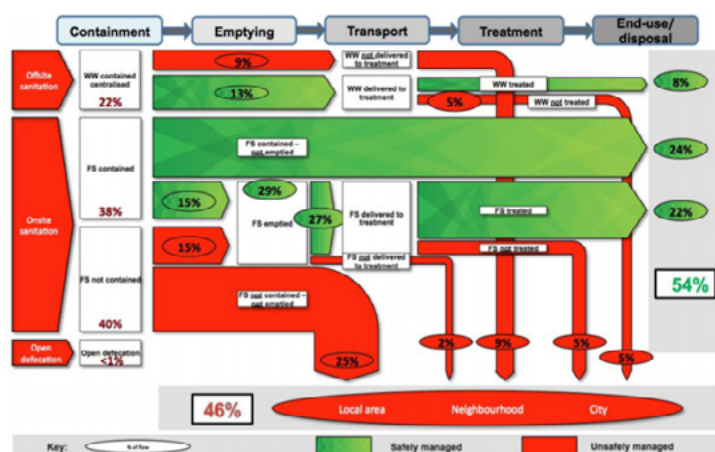 Containment
Emptying
Transport
Treatment
End-use/
disposal
Offsite
sanitation
WW contained
centralised
22%
9%
WW not delivered
to treatment
13%
WW delivered
to treatment
WW treated
8%
5%
WW not treated
Onsite
sanitation
FS contained
38%
FS contained –
not emptied
24%
15%
29%
FS emptied
27%
FS delivered to
treatment
FS treated
22%
15%
FS not delivered
to treatment
FS not treated
FS not contained
40%
FS not contained –
not emptied
54%
Open
defecation
Open defecation
<1%
25%
2%
9%
5%
5%
46%
Local area
Neighbourhood
City
Key:
% of flow
Safely managed
Unsafely managed